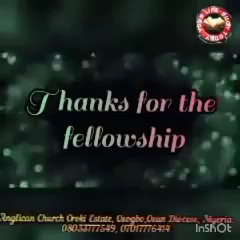 Thanks for the
fellowship
Anglican Church Oroki Estate, Osogbo,Osun Diocese, Nigeria.
08033777549, 07017776414
InShOt